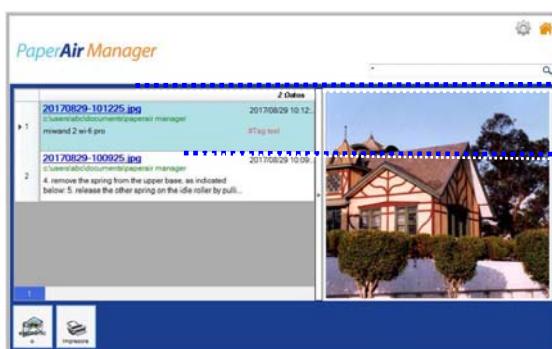 PaperAir Manager
2 Datos
20170829-101225.jpg
2017/08/29 10:12:
c:\users\abc\documents\paperair manager
1
miwand 2 wi-fi pro
#Tag test
20170829-100925.jpg
2017/08/29 10:09:
c:\users\abc\documents\paperair manager
2
4. remove the spring from the upper base, as indicated
below: 5. release the other spring on the idle roller by pulli...
1
Impresora